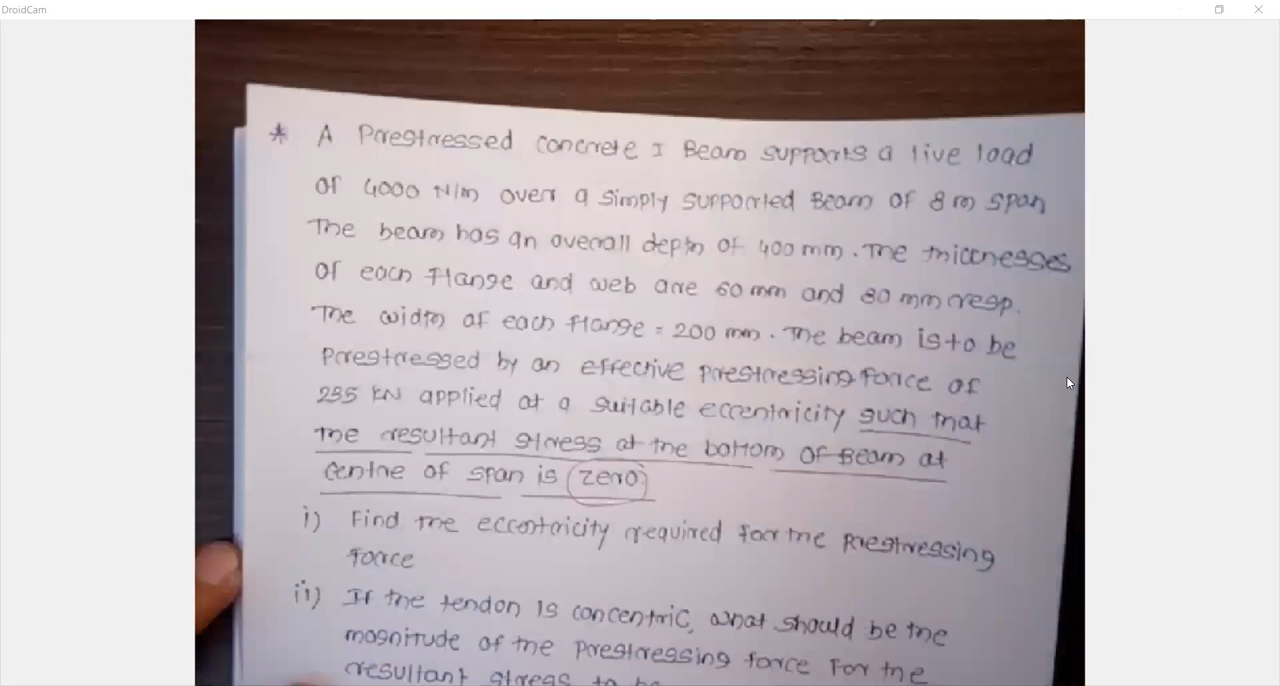 DroidCam
* A Prestressed concrete I Beam supports a live load
of 4000 N/m over a simply supported Beam of 8 m span
The beam has an overall depth of 400 mm. The thicknesses
of each flange and web are 60 mm and 80 mm resp.
The width of each flange = 200 mm. The beam is to be
prestressed by an effective prestressing force of
235 kN applied at a suitable eccentricity such that
the resultant stress at the bottom of Beam at
centre of span is zero
i) Find the eccentricity required for the prestressing
force
ii) If the tendon is concentric, what should be the
magnitude of the prestressing force for the
resultant stress to be